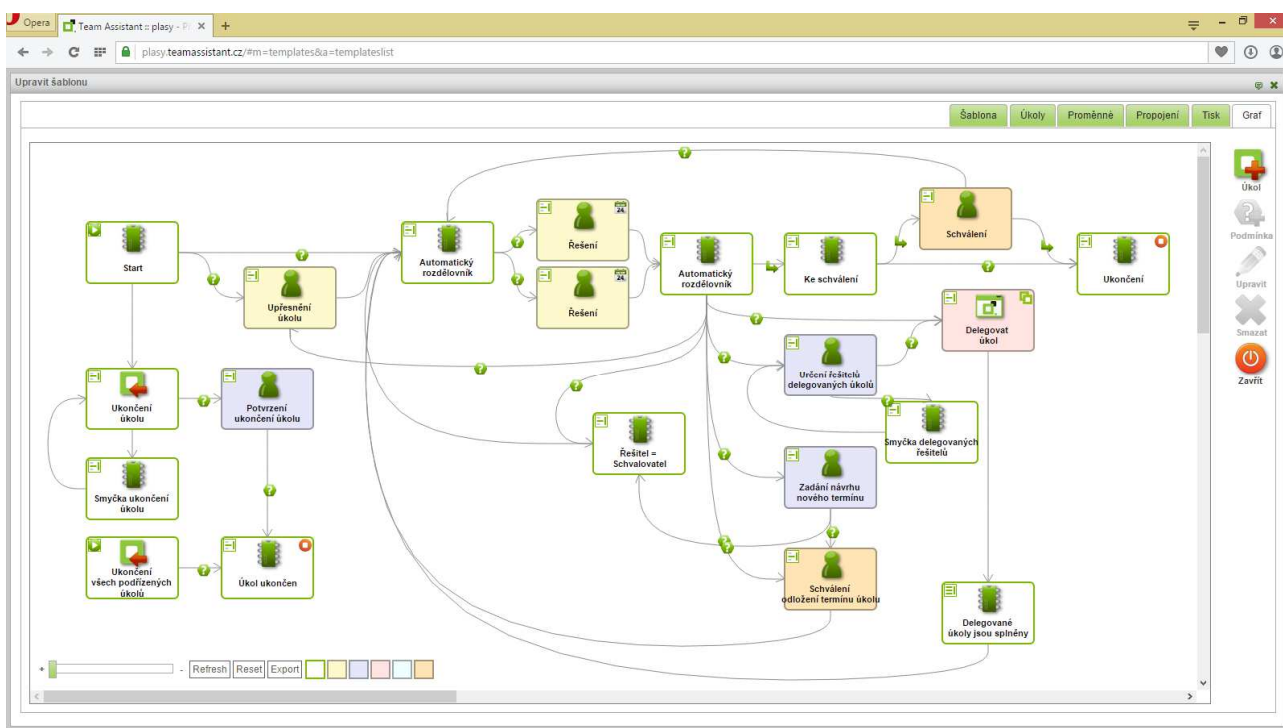 Opera
Team Assistant :: plasy - P
plasy.teamassistant.cz/#m=templates&a=templateslist
Upravit šablonu
Šablona
Úkoly
Proměnné
Propojení
Tisk
Graf
Úkol
Podmínka
Upravit
Smazat
Zavřít
Start
Upřesnění
úkolu
Automatický
rozdělovník
24
Řešení
24
Řešení
Automatický
rozdělovník
Ke schválení
Schválení
Ukončení
Delegovat
úkol
Určení řešitelů
delegovaných úkolů
Smyčka delegovaných
řešitelů
Ukončení
úkolu
Potvrzení
ukončení úkolu
Řešitel =
Schvalovatel
Zadání návrhu
nového termínu
Smyčka ukončení
úkolu
Ukončení
všech podřízených
úkolů
Úkol ukončen
Schválení
odložení termínu úkolu
Delegované
úkoly jsou splněny
+
-
Refresh
Reset
Export